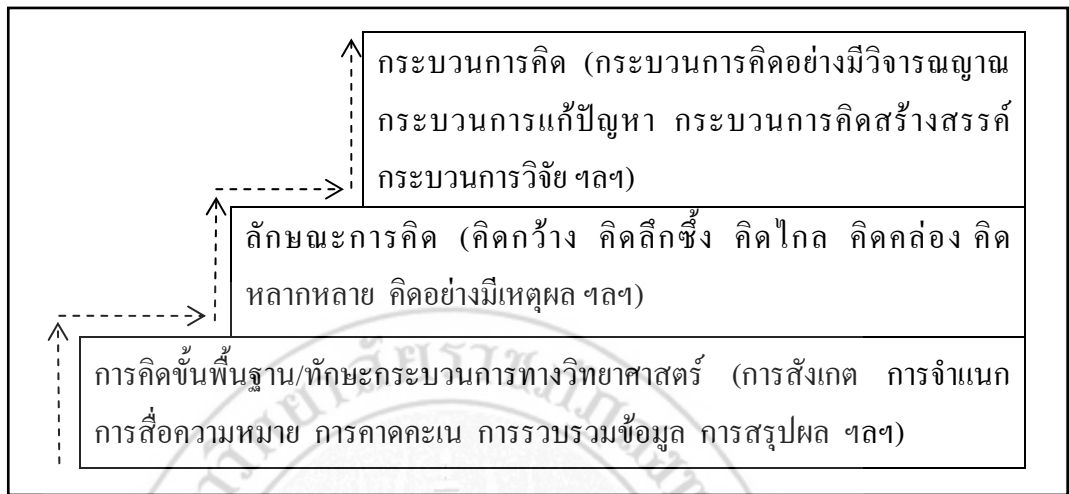 กระบวนการคิด (กระบวนการคิดอย่างมีวิจารณญาณ
กระบวนการแก้ปัญหา กระบวนการคิดสร้างสรรค์
กระบวนการวิจัย ฯลฯ)
ลักษณะการคิด (คิดกว้าง คิดลึกซึ้ง คิดไกล คิดคล่อง คิด
หลากหลาย คิดอย่างมีเหตุผล ฯลฯ)
การคิดขั้นพื้นฐาน/ทักษะกระบวนการทางวิทยาศาสตร์ (การสังเกต การจำแนก
การสื่อความหมาย การคาดคะเน การรวบรวมข้อมูล การสรุปผล ฯลฯ)